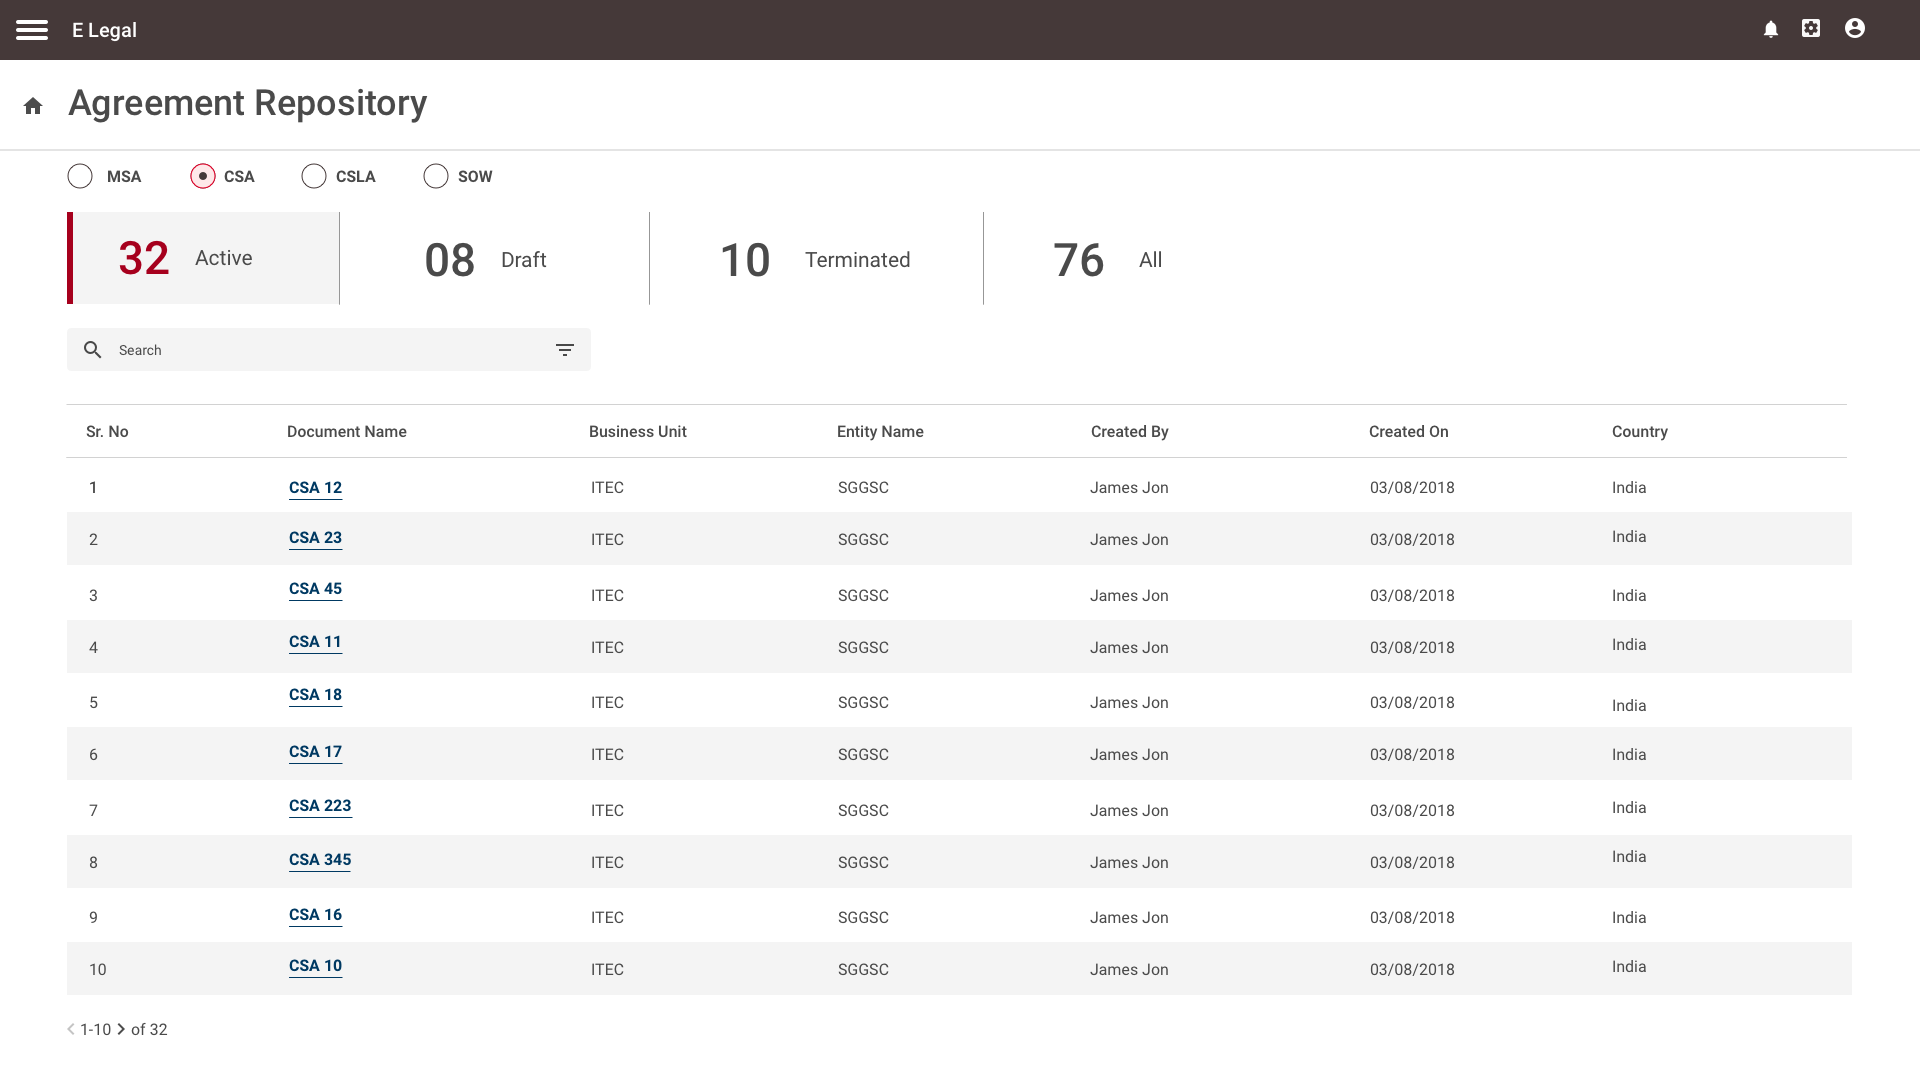 E Legal
Agreement Repository
MSA CSA CSLA SOW
32 Active 08 Draft 10 Terminated 76 All
Search
Sr. No Document Name Business Unit Entity Name Created By Created On Country
1 CSA 12 ITEC SGGSC James Jon 03/08/2018 India
2 CSA 23 ITEC SGGSC James Jon 03/08/2018 India
3 CSA 45 ITEC SGGSC James Jon 03/08/2018 India
4 CSA 11 ITEC SGGSC James Jon 03/08/2018 India
5 CSA 18 ITEC SGGSC James Jon 03/08/2018 India
6 CSA 17 ITEC SGGSC James Jon 03/08/2018 India
7 CSA 223 ITEC SGGSC James Jon 03/08/2018 India
8 CSA 345 ITEC SGGSC James Jon 03/08/2018 India
9 CSA 16 ITEC SGGSC James Jon 03/08/2018 India
10 CSA 10 ITEC SGGSC James Jon 03/08/2018 India
1-10 of 32